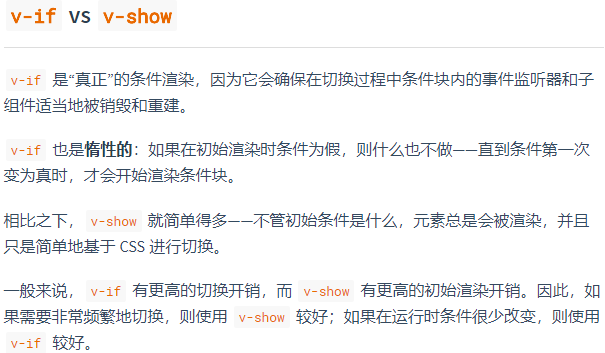 v-if vs v-show
v-if 是“真正”的条件渲染，因为它会确保在切换过程中条件块内的事件监听器和子
组件适当地被销毁和重建。
v-if 也是惰性的：如果在初始渲染时条件为假，则什么也不做——直到条件第一次
变为真时，才会开始渲染条件块。
相比之下，v-show 就简单得多——不管初始条件是什么，元素总是会被渲染，并且
只是简单地基于 CSS 进行切换。
一般来说，v-if 有更高的切换开销，而 v-show 有更高的初始渲染开销。因此，如
果需要非常频繁地切换，则使用 v-show 较好；如果在运行时条件很少改变，则使用
v-if 较好。